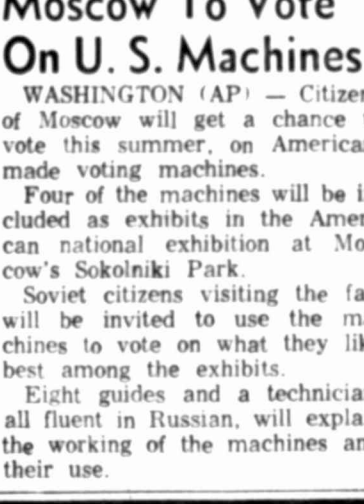 Moscow To Vote
On U. S. Machines
WASHINGTON (AP) — Citizen
of Moscow will get a chance
vote this summer, on America
made voting machines.
Four of the machines will be i
cluded as exhibits in the Amer
can national exhibition at Mo
cow's Sokolniki Park.
Soviet citizens visiting the fa
will be invited to use the m
chines to vote on what they lik
best among the exhibits.
Eight guides and a technicia
all fluent in Russian, will expla
the working of the machines an
their use.